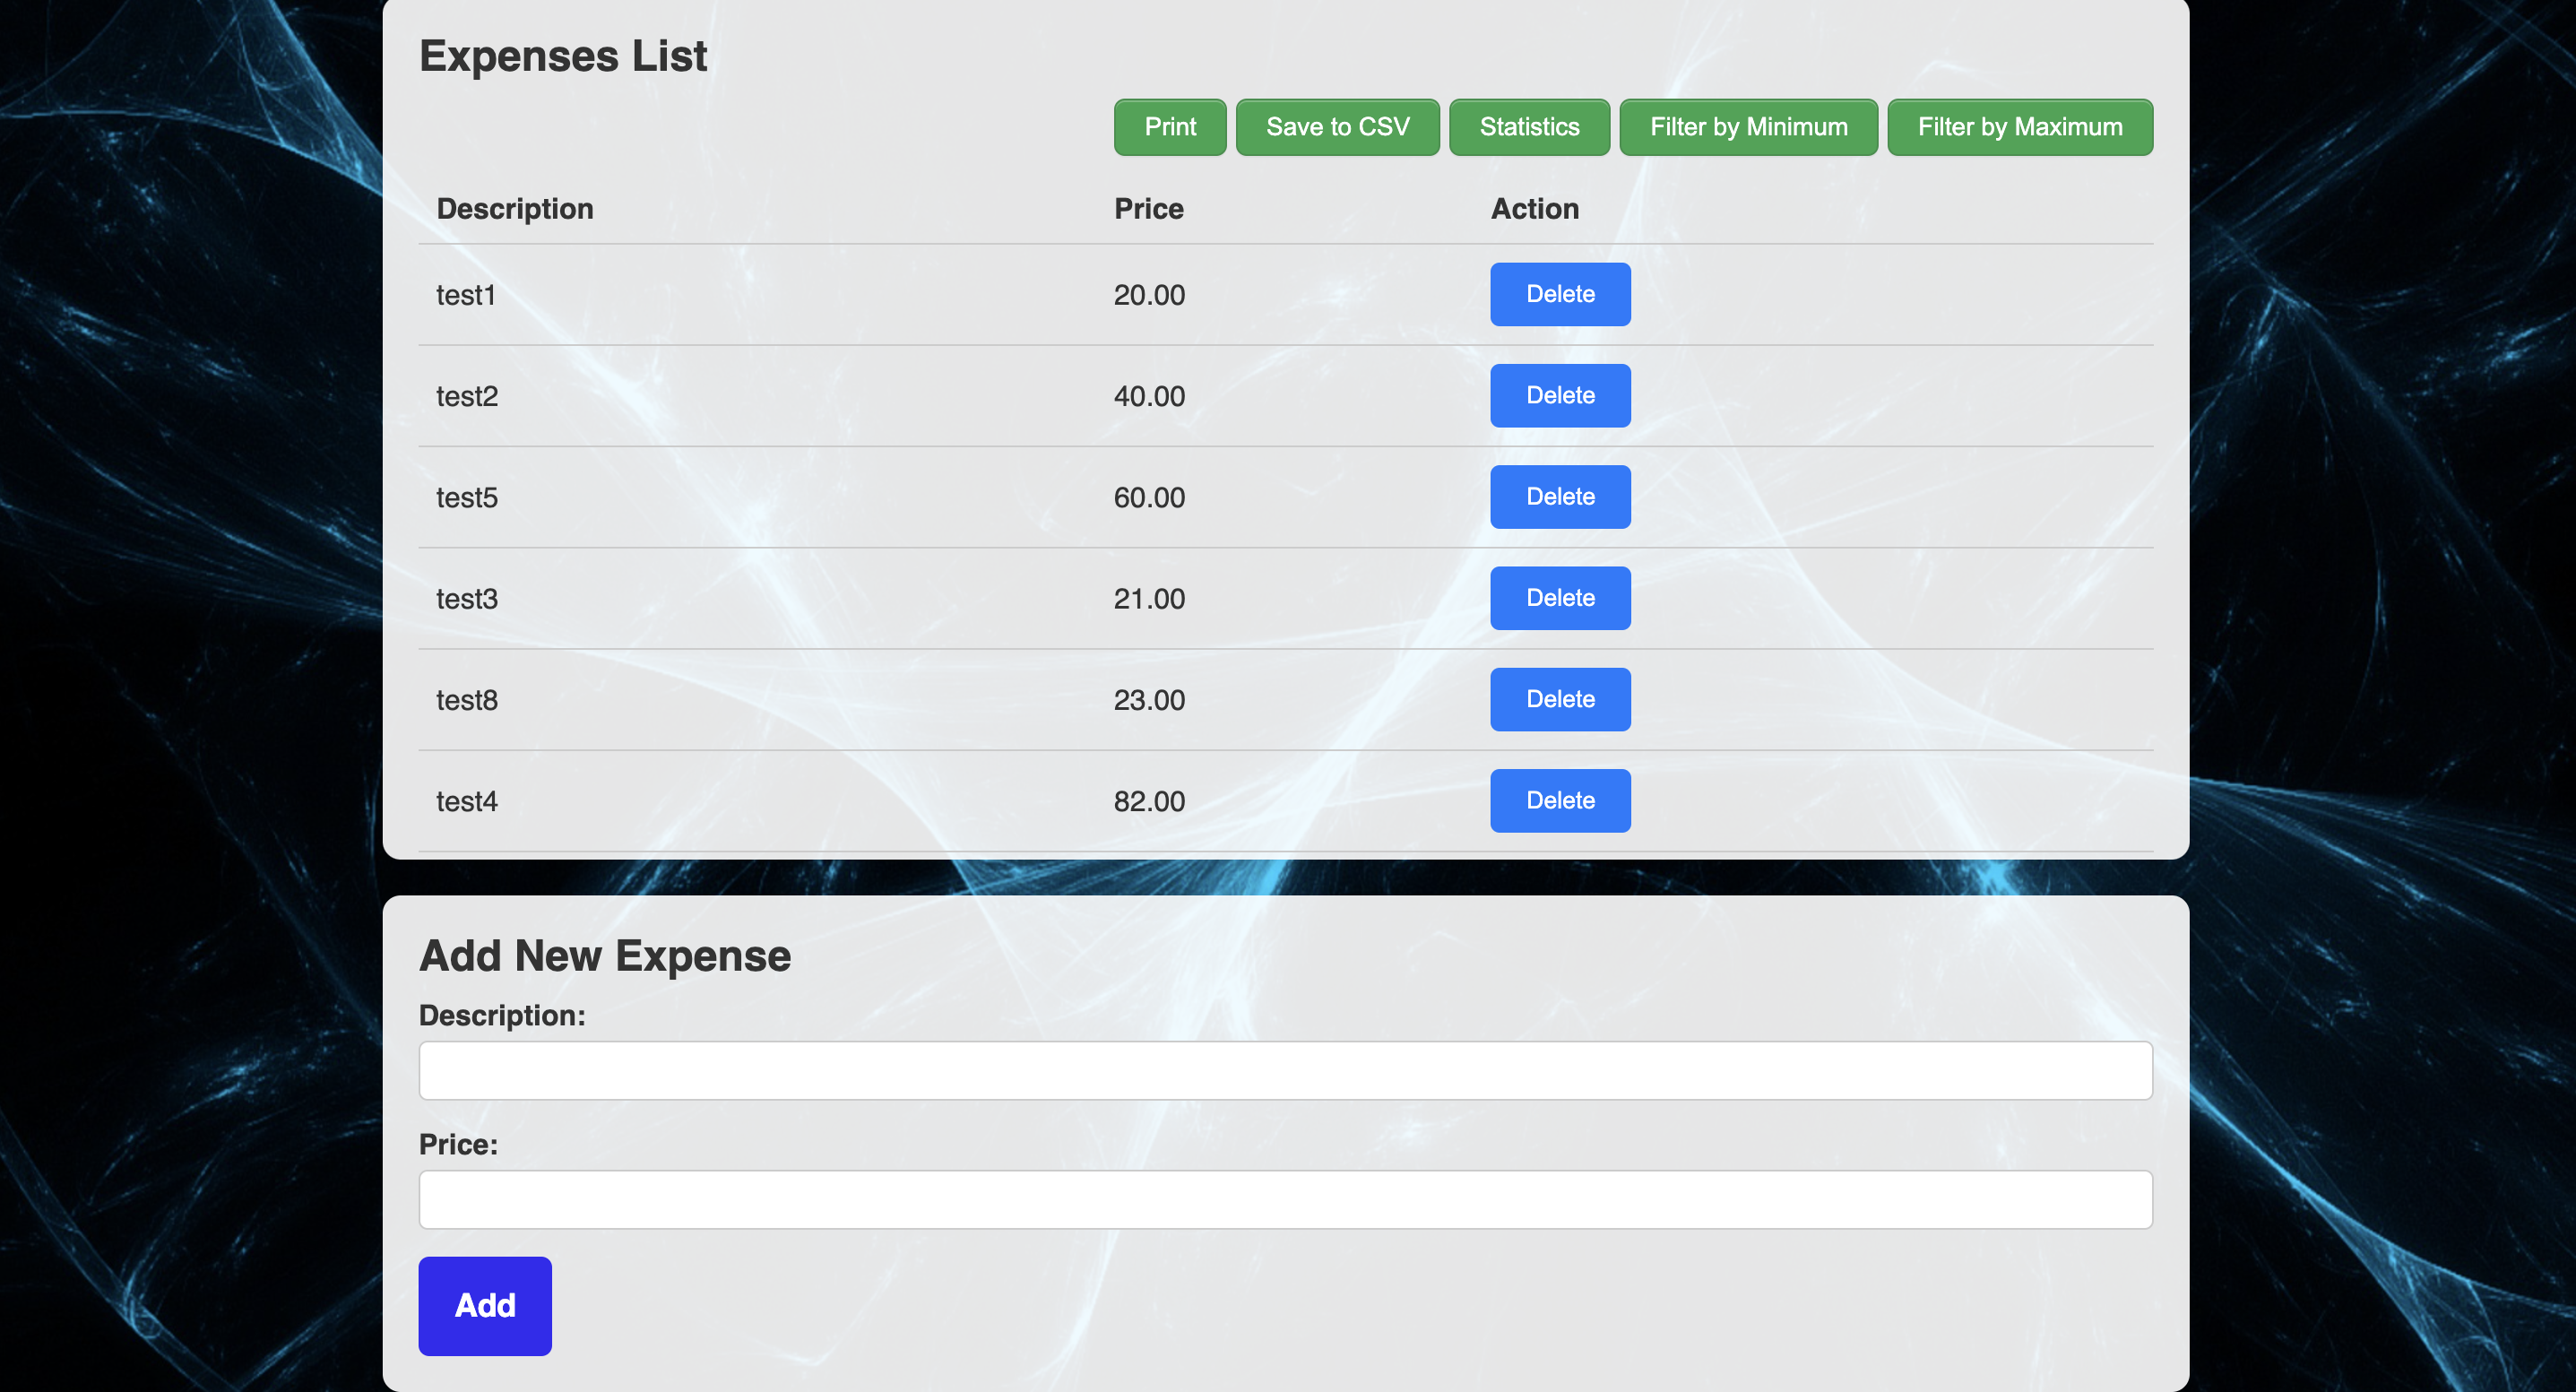 Expenses List
Print Save to CSV Statistics Filter by Minimum Filter by Maximum
Description Price Action
test1 20.00 Delete
test2 40.00 Delete
test5 60.00 Delete
test3 21.00 Delete
test8 23.00 Delete
test4 82.00 Delete
Add New Expense
Description:
Price:
Add